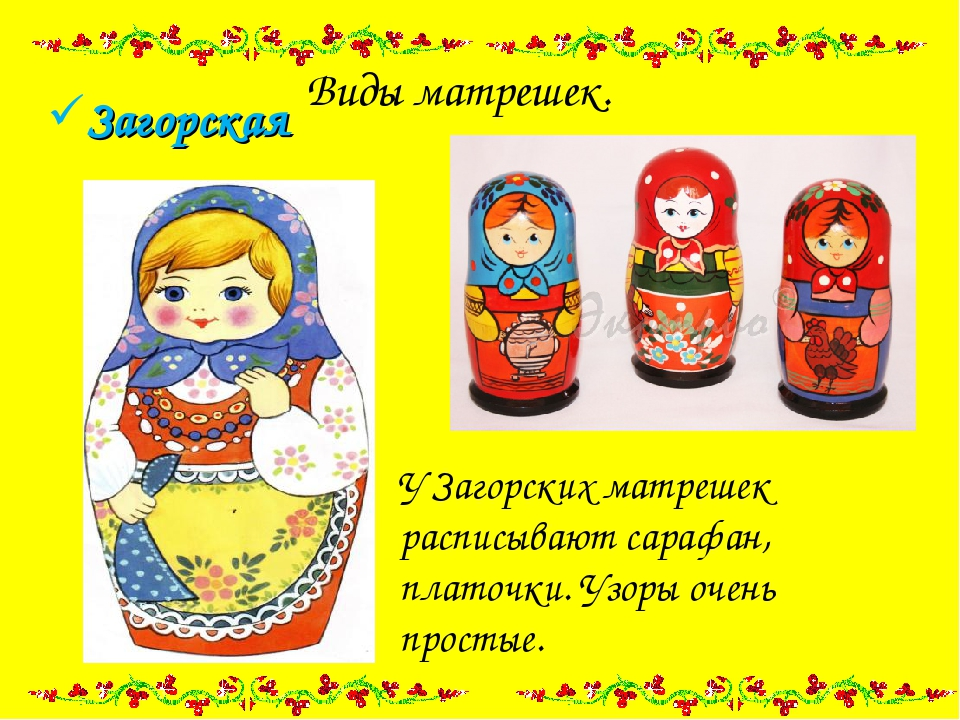 Виды матрешек.
Загорская
У Загорских матрешек
расписывают сарафан,
платочки. Узоры очень
простые.